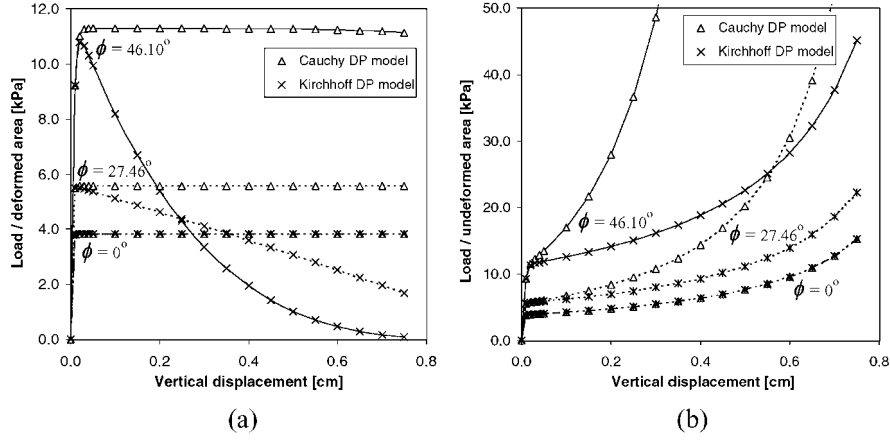 12.0
10.0
8.0
6.0
4.0
2.0
0.0
Load / deformed area [kPa]
ϕ = 46.10°
Cauchy DP model
Kirchhoff DP model
ϕ = 27.46°
ϕ = 0°
0.0 0.2 0.4 0.6 0.8
Vertical displacement [cm]
(a)
50.0
40.0
30.0
20.0
10.0
0.0
Load / undeformed area [kPa]
Cauchy DP model
Kirchhoff DP model
ϕ = 46.10°
ϕ = 27.46°
ϕ = 0°
0.0 0.2 0.4 0.6 0.8
Vertical displacement [cm]
(b)